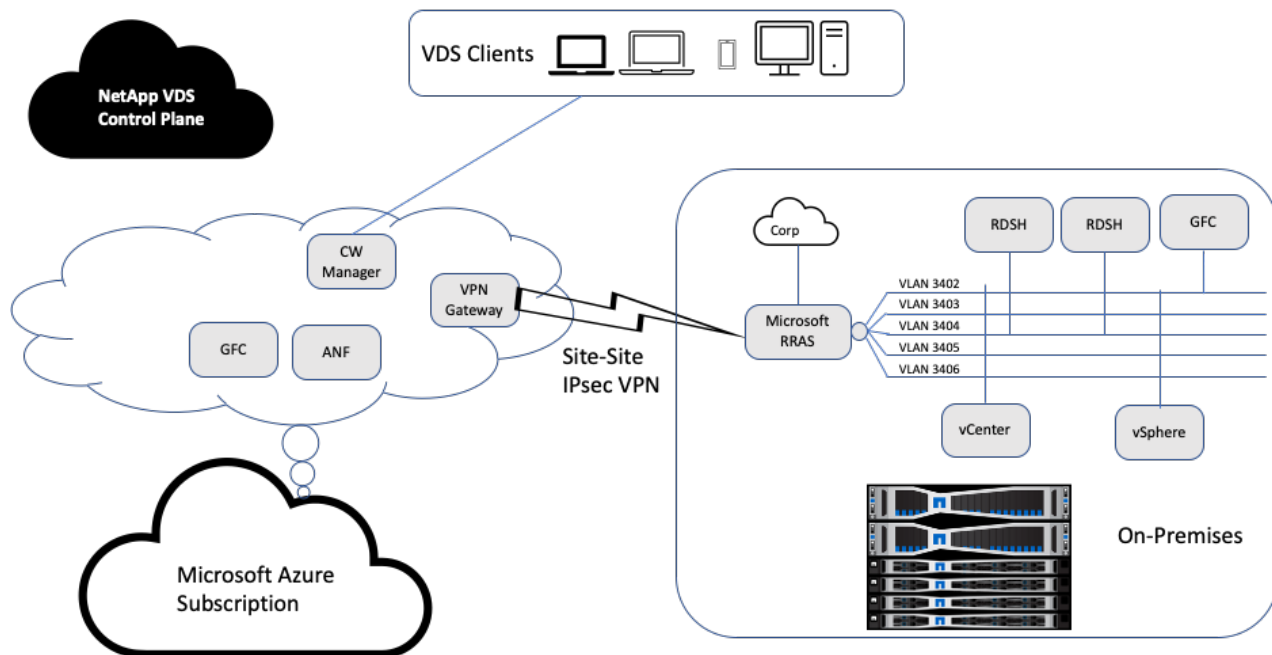 VDS Clients
NetApp VDS
Control Plane
CW
Manager
VPN
Gateway
GFC
ANF
Site-Site
IPsec VPN
Microsoft Azure
Subscription
Corp
Microsoft
RRAS
RDSH
RDSH
GFC
VLAN 3402
VLAN 3403
VLAN 3404
VLAN 3405
VLAN 3406
vCenter
vSphere
On-Premises